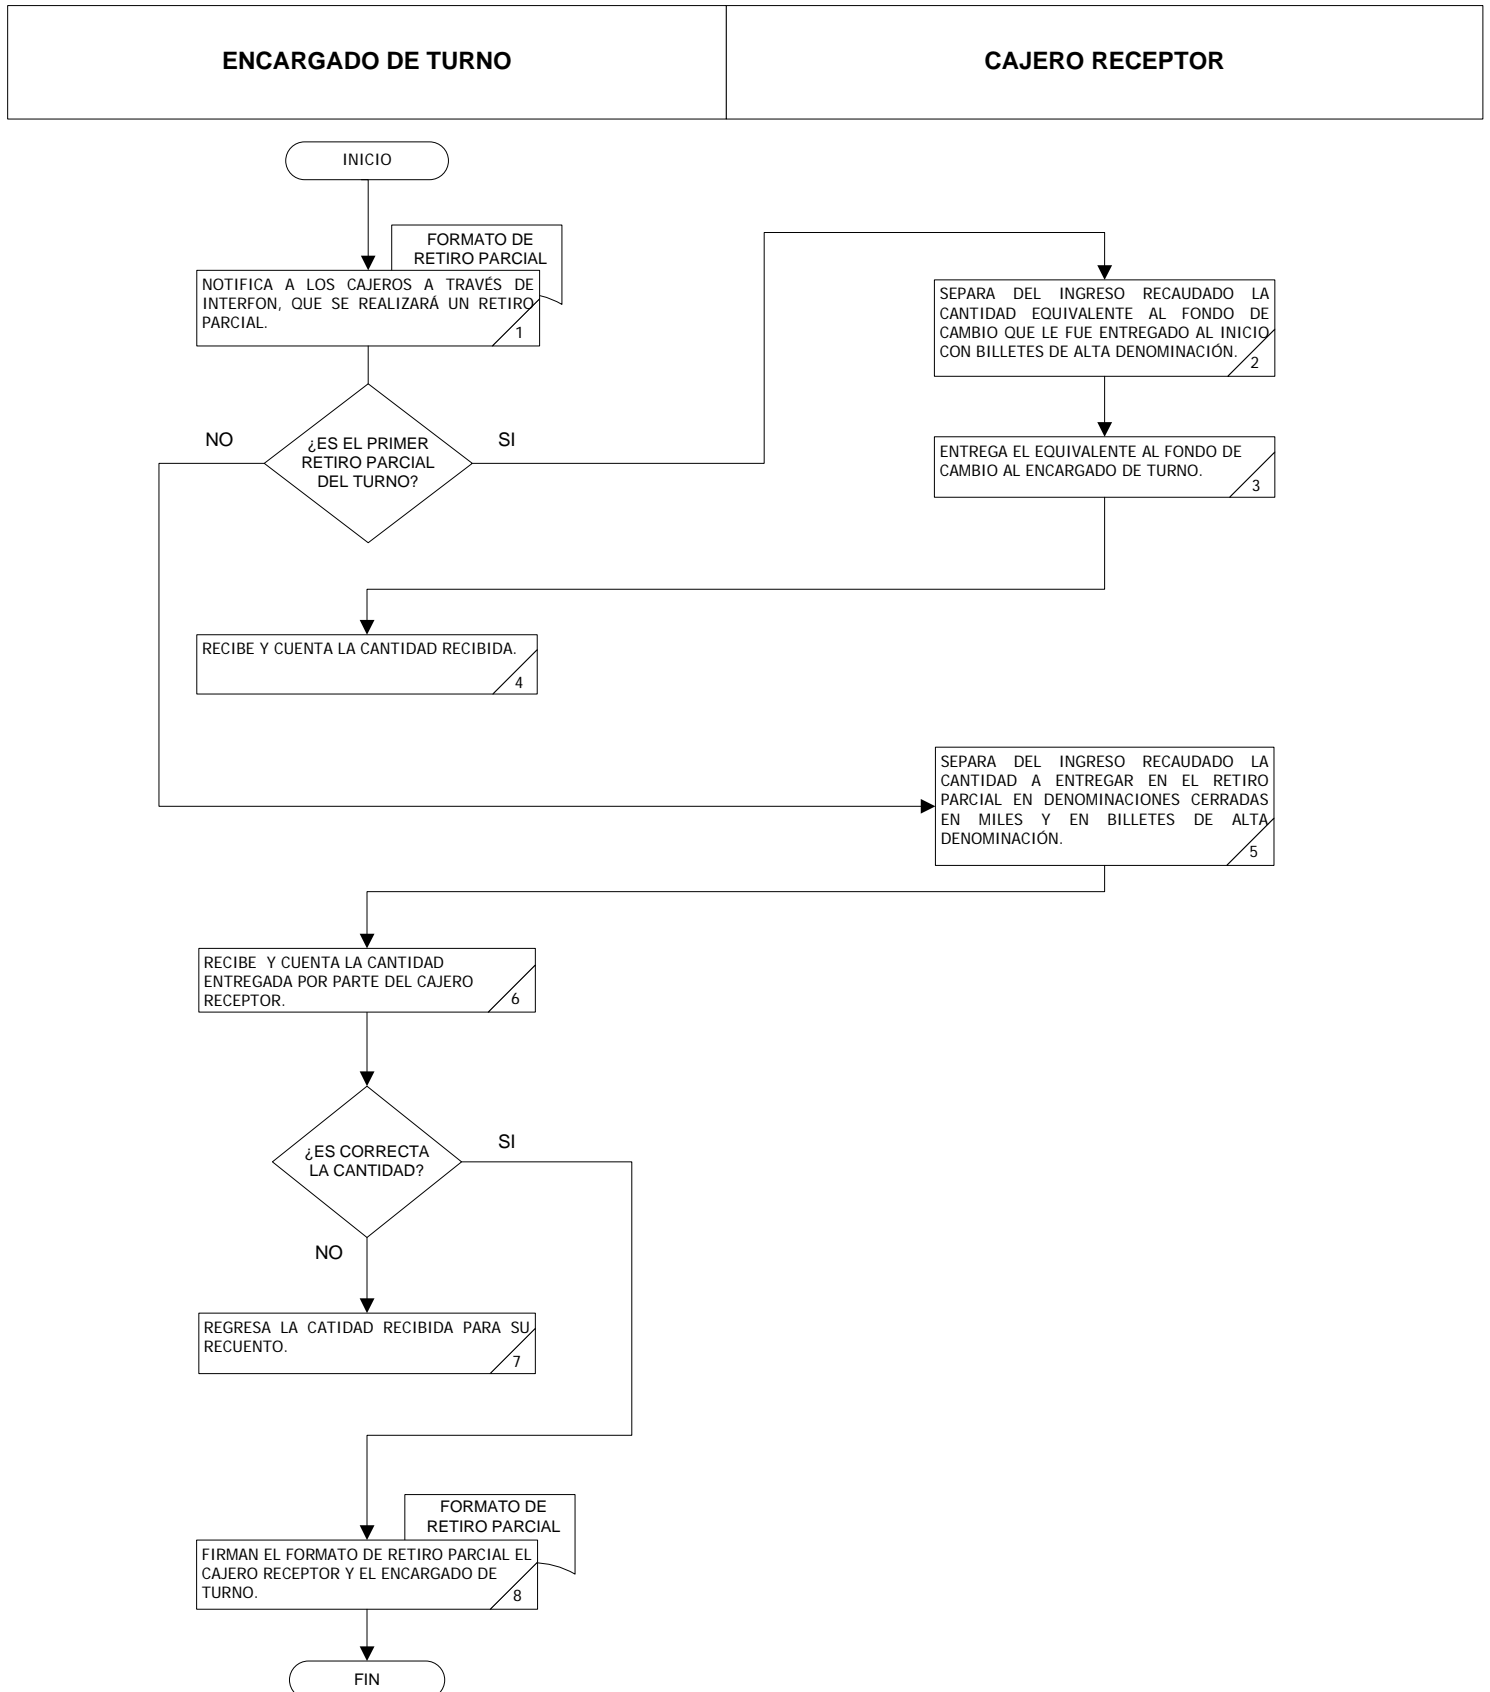 ENCARGADO DE TURNO
CAJERO RECEPTOR
INICIO
FORMATO DE
RETIRO PARCIAL
NOTIFICA A LOS CAJEROS A TRAVÉS DE
INTERFON, QUE SE REALIZARÁ UN RETIRO
PARCIAL.
1
SEPARA DEL INGRESO RECAUDADO LA
CANTIDAD EQUIVALENTE AL FONDO DE
CAMBIO QUE LE FUE ENTREGADO AL INICIO
CON BILLETES DE ALTA DENOMINACIÓN.
2
NO
¿ES EL PRIMER
RETIRO PARCIAL
DEL TURNO?
SI
ENTREGA EL EQUIVALENTE AL FONDO DE
CAMBIO AL ENCARGADO DE TURNO.
3
RECIBE Y CUENTA LA CANTIDAD RECIBIDA.
4
SEPARA DEL INGRESO RECAUDADO LA
CANTIDAD A ENTREGAR EN EL RETIRO
PARCIAL EN DENOMINACIONES CERRADAS
EN MILES Y EN BILLETES DE ALTA
DENOMINACIÓN.
5
RECIBE Y CUENTA LA CANTIDAD
ENTREGADA POR PARTE DEL CAJERO
RECEPTOR.
6
¿ES CORRECTA
LA CANTIDAD?
SI
NO
REGRESA LA CATIDAD RECIBIDA PARA SU
RECUENTO.
7
FORMATO DE
RETIRO PARCIAL
FIRMAN EL FORMATO DE RETIRO PARCIAL EL
CAJERO RECEPTOR Y EL ENCARGADO DE
TURNO.
8
FIN